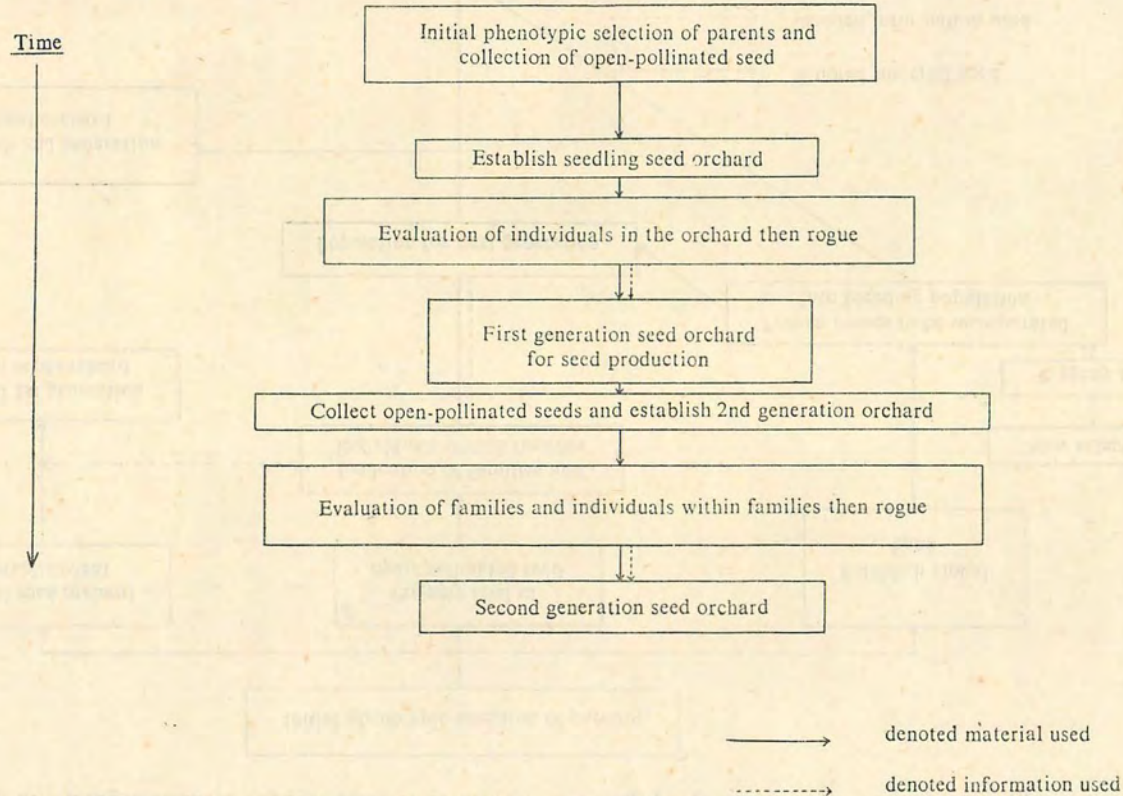 Time
Initial phenotypic selection of parents and
collection of open-pollinated seed
Establish seedling seed orchard
Evaluation of individuals in the orchard then rogue
First generation seed orchard
for seed production
Collect open-pollinated seeds and establish 2nd generation orchard
Evaluation of families and individuals within families then rogue
Second generation seed orchard
denoted material used
denoted information used